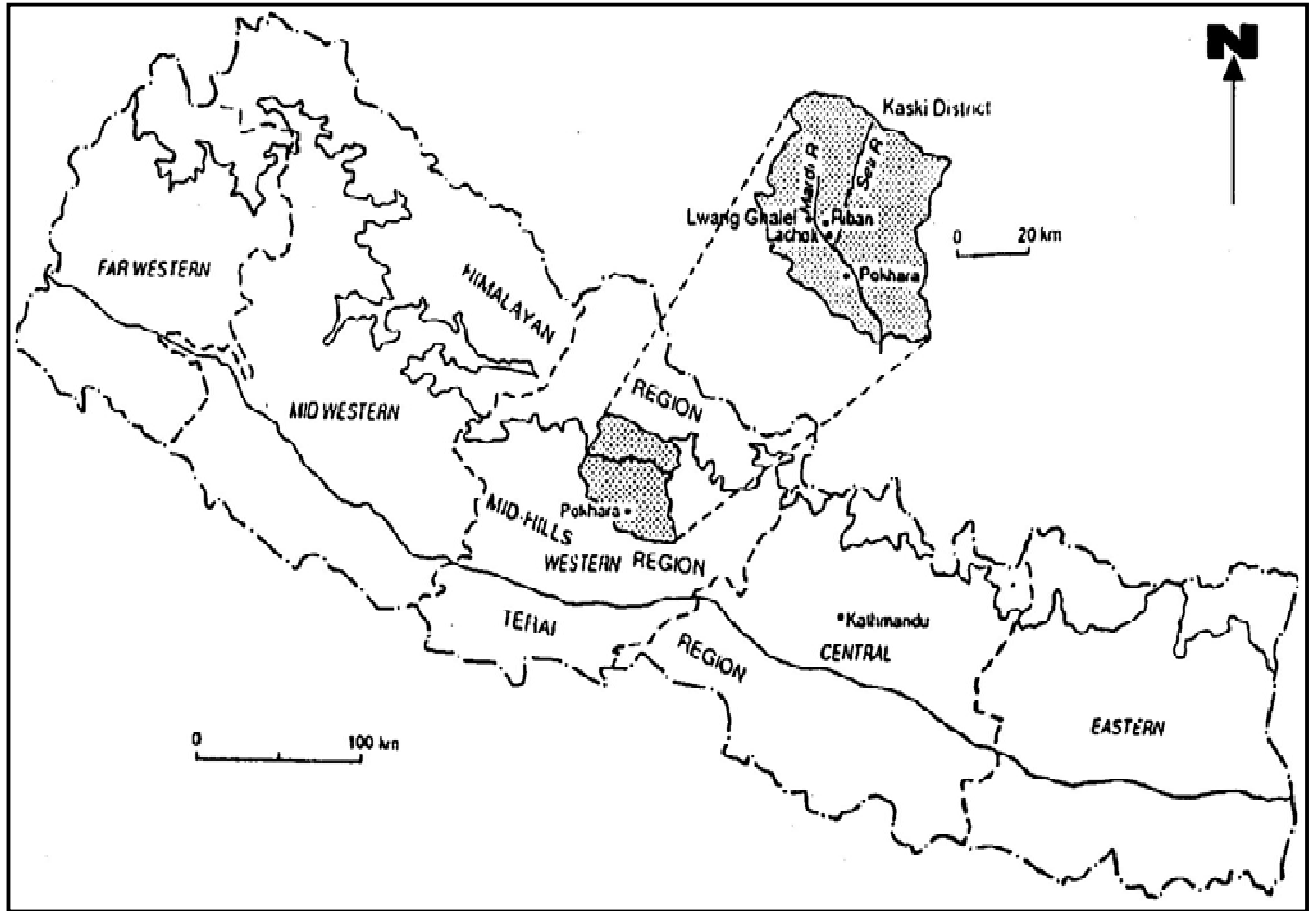 N
Kaski District
Mardi R
Seti R
Lwang Ghalel
Riban
Lachok
Pokhara
0 20 km
FAR WESTERN
HIMALAYAN
REGION
MID WESTERN
MID-HILLS
Pokhara
WESTERN REGION
TERAI
REGION
Kathmandu
CENTRAL
EASTERN
0 100 km